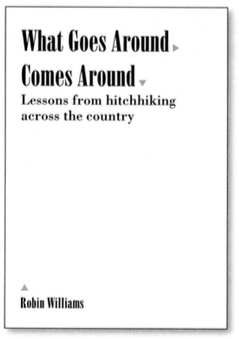 What Goes Around
Comes Around
Lessons from hitchhiking
across the country
Robin Williams